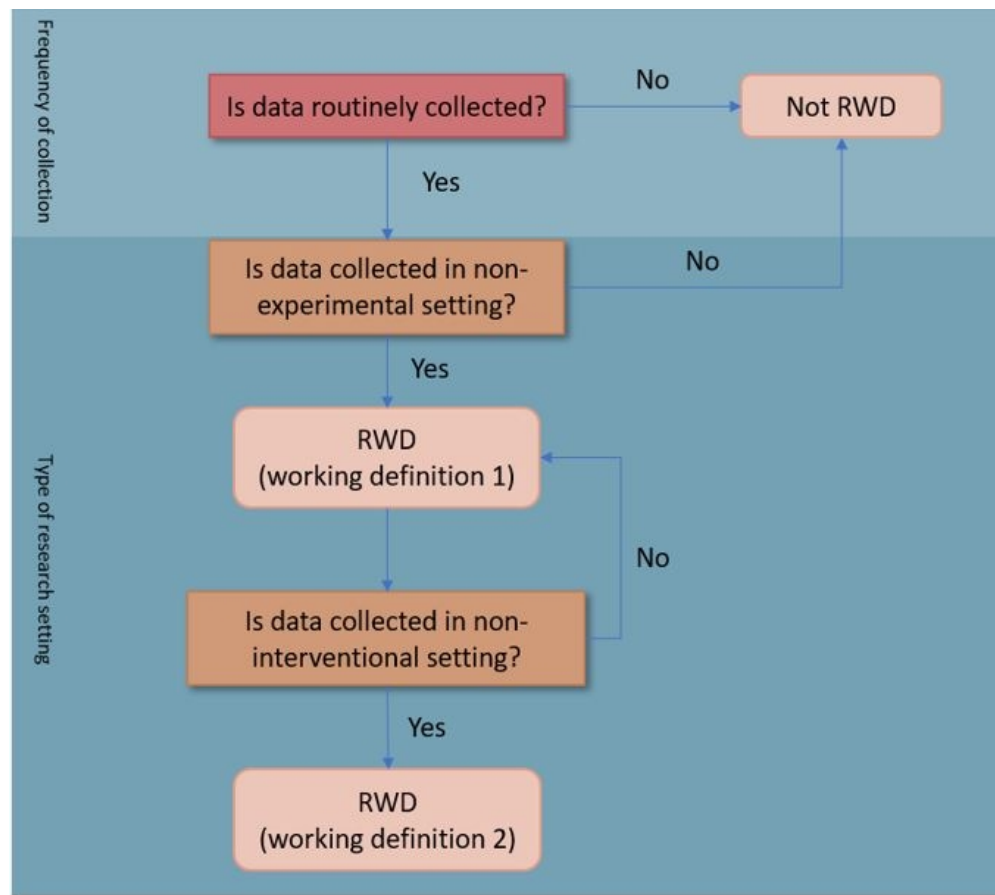 Frequency of
collection
Is data routinely collected?
No
Not RWD
Yes
Is data collected in non-
experimental setting?
No
Yes
Type of research setting
RWD
(working definition 1)
No
Is data collected in non-
interventional setting?
Yes
RWD
(working definition 2)